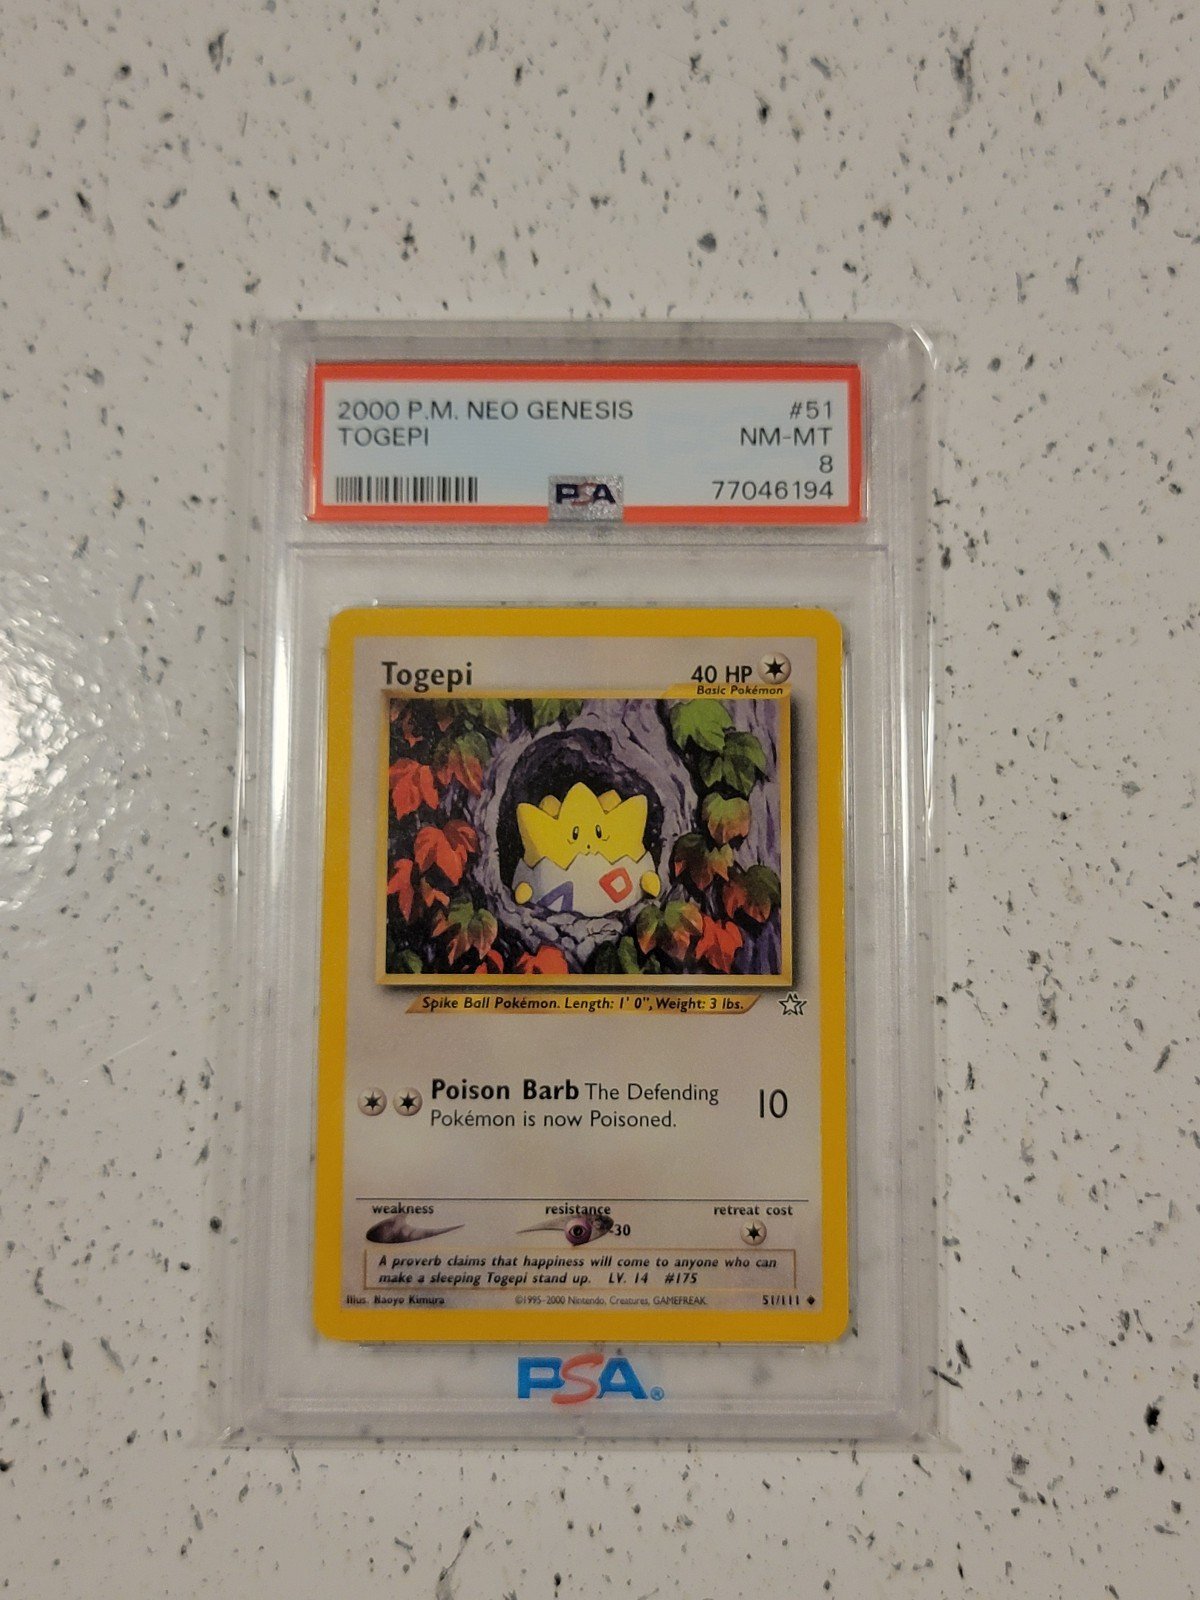 2000 P.M. NEO GENESIS #51
TOGEPI NM-MT
8
PSA 77046194
Togepi 40 HP
Basic Pokémon
Spike Ball Pokémon. Length: 1' 0", Weight: 3 lbs.
Poison Barb The Defending
Pokémon is now Poisoned. 10
weakness resistance retreat cost
-30
A proverb claims that happiness will come to anyone who can
make a sleeping Togepi stand up. LV. 14 #175
Illus. Naoyo Kimura ©1995-2000 Nintendo, Creatures, GAMEFREAK. 51/111
PSA®